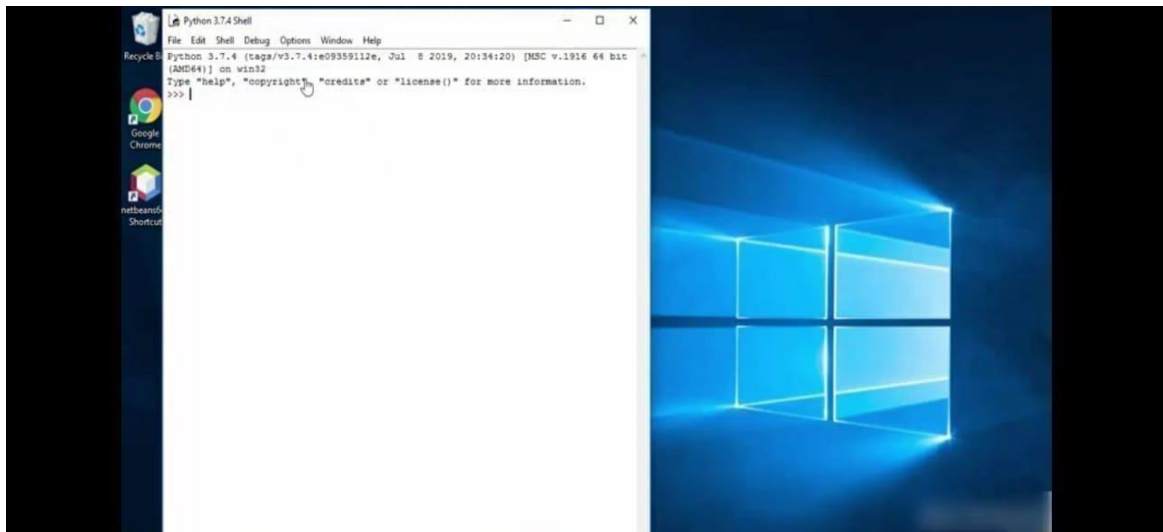 Python 3.7.4 Shell
File Edit Shell Debug Options Window Help
Python 3.7.4 (tags/v3.7.4:e09359112e, Jul 8 2019, 20:34:20) [MSC v.1916 64 bit
(AMD64)] on win32
Type "help", "copyright", "credits" or "license()" for more information.
>>>
Recycle B
Google
Chrome
netbeans6
Shortcut